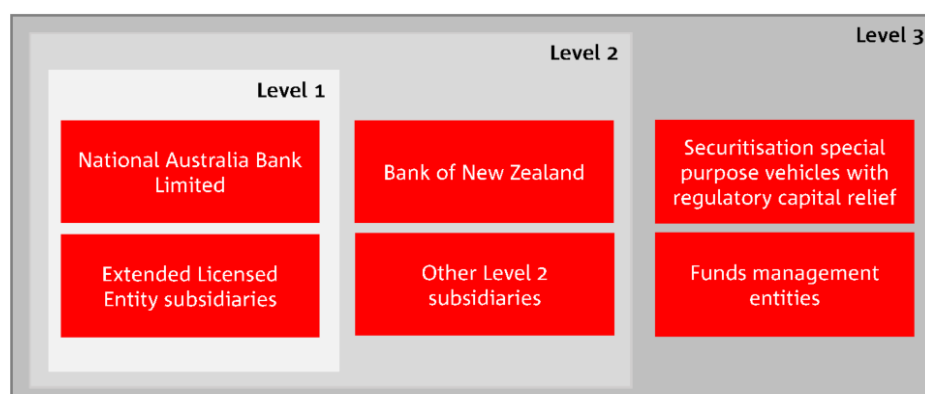 Level 3
Level 2
Level 1
National Australia Bank
Limited
Bank of New Zealand
Securitisation special
purpose vehicles with
regulatory capital relief
Extended Licensed
Entity subsidiaries
Other Level 2
subsidiaries
Funds management
entities